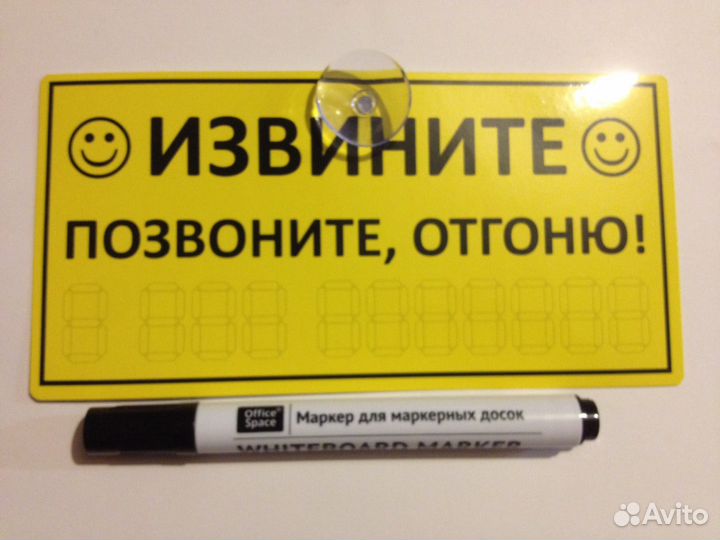 ИЗВИНИТЕ
ПОЗВОНИТЕ, ОТГОНЮ!
Office Space
Маркер для маркерных досок
WHITEBOARD MARKER
Avito